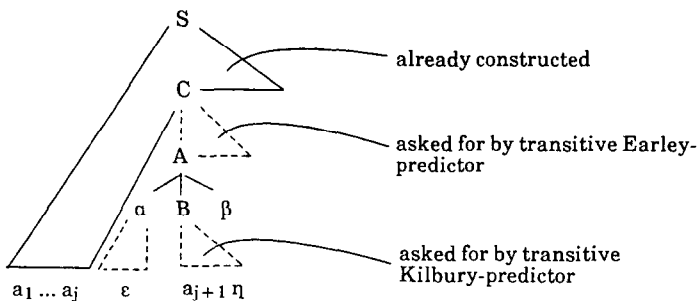 S
already constructed
C
asked for by transitive Earley-
predictor
A
α B β
asked for by transitive
Kilbury-predictor
a1 ... aj ε aj+1 η